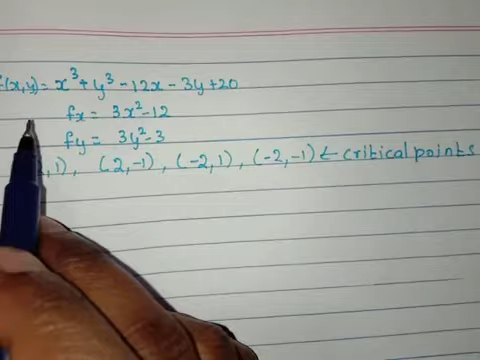 f(x,y)= x³+y³-12x-3y+20
fx = 3x²-12
fy = 3y²-3
,1), (2,-1), (-2,1), (-2,-1) ← critical points